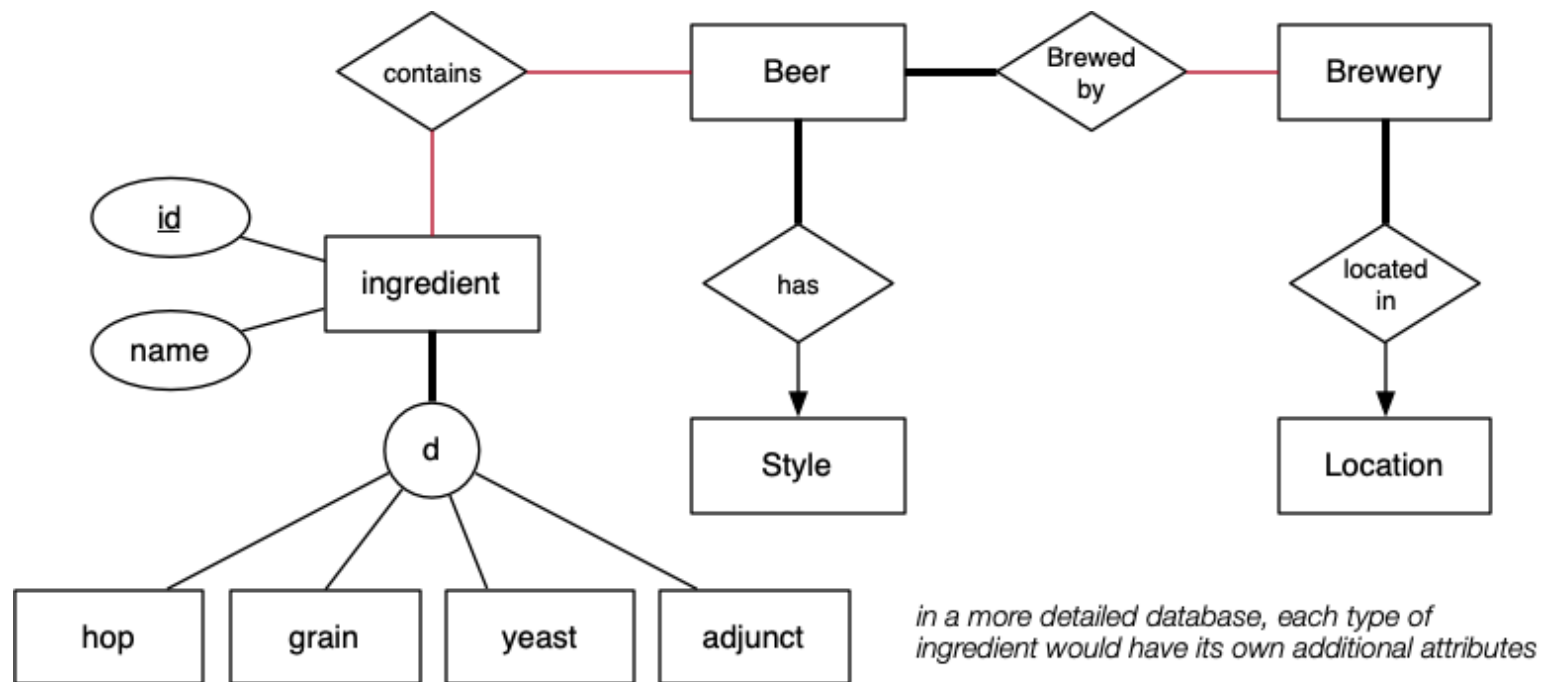 contains
Beer
Brewed
by
Brewery
id
ingredient
name
has
located
in
d
Style
Location
hop
grain
yeast
adjunct
in a more detailed database, each type of
ingredient would have its own additional attributes